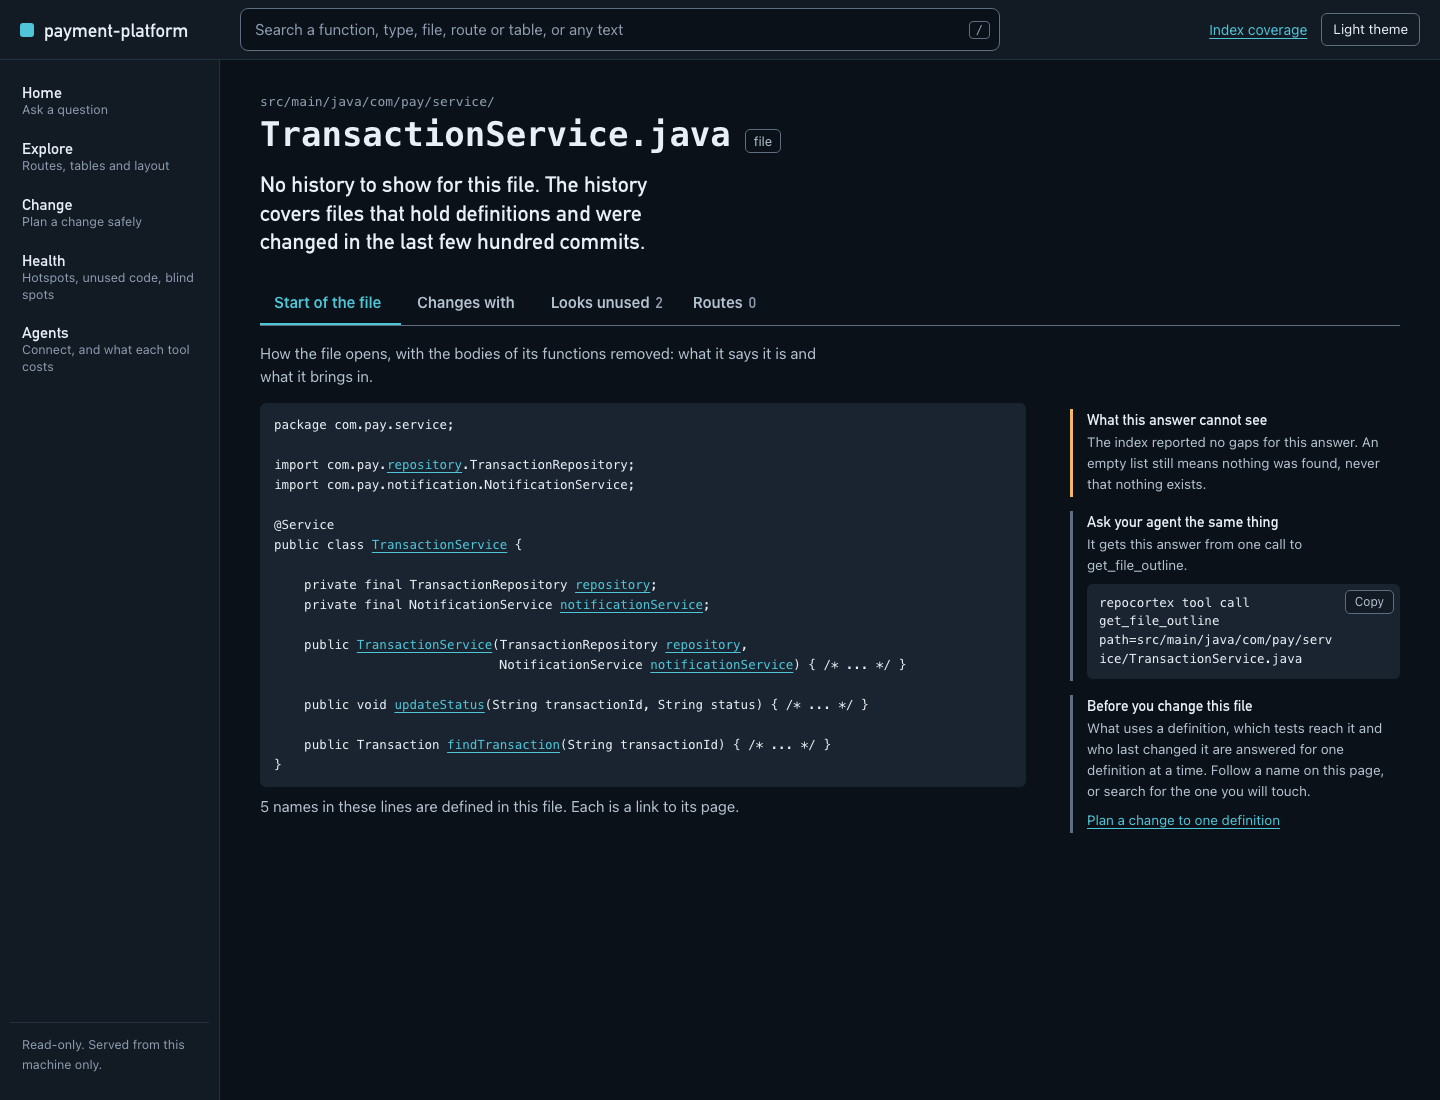 payment-platform
Search a function, type, file, route or table, or any text
/
Index coverage
Light theme
Home
Ask a question
Explore
Routes, tables and layout
Change
Plan a change safely
Health
Hotspots, unused code, blind
spots
Agents
Connect, and what each tool
costs
Read-only. Served from this
machine only.
src/main/java/com/pay/service/
TransactionService.java file
No history to show for this file. The history
covers files that hold definitions and were
changed in the last few hundred commits.
Start of the file
Changes with
Looks unused 2
Routes 0
How the file opens, with the bodies of its functions removed: what it says it is and
what it brings in.
package com.pay.service;
import com.pay.repository.TransactionRepository;
import com.pay.notification.NotificationService;
@Service
public class TransactionService {
    private final TransactionRepository repository;
    private final NotificationService notificationService;
    public TransactionService(TransactionRepository repository,
                              NotificationService notificationService) { /* ... */ }
    public void updateStatus(String transactionId, String status) { /* ... */ }
    public Transaction findTransaction(String transactionId) { /* ... */ }
}
5 names in these lines are defined in this file. Each is a link to its page.
What this answer cannot see
The index reported no gaps for this answer. An
empty list still means nothing was found, never
that nothing exists.
Ask your agent the same thing
It gets this answer from one call to
get_file_outline.
Copy
repocortex tool call
get_file_outline
path=src/main/java/com/pay/serv
ice/TransactionService.java
Before you change this file
What uses a definition, which tests reach it and
who last changed it are answered for one
definition at a time. Follow a name on this page,
or search for the one you will touch.
Plan a change to one definition